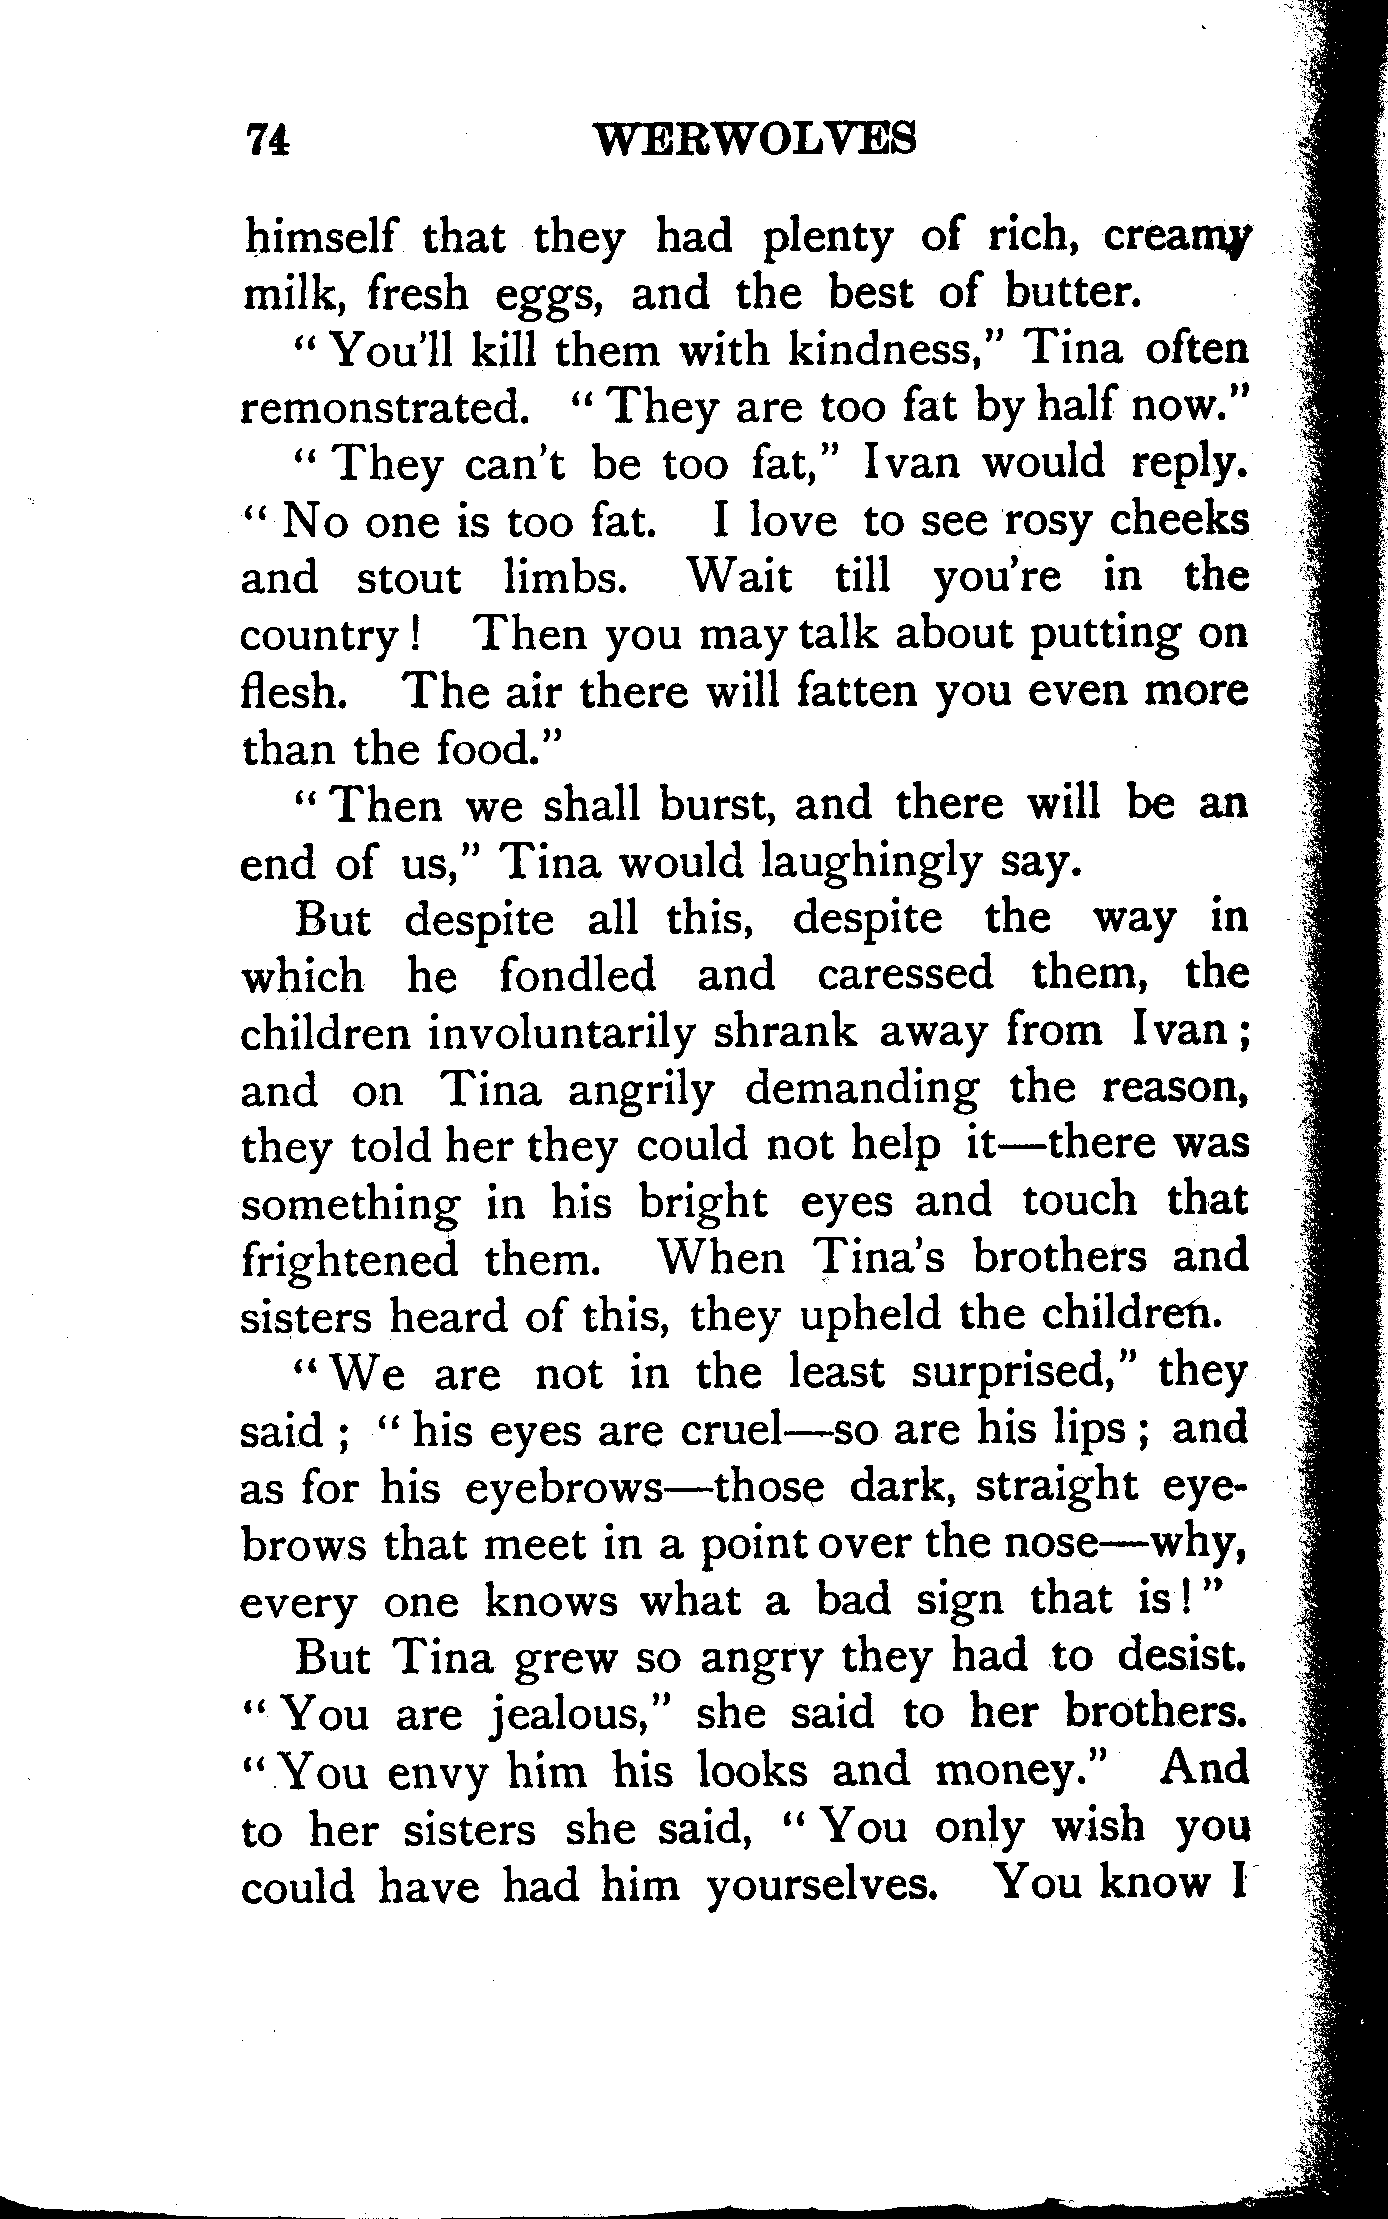 74 WERWOLVES
himself that they had plenty of rich, creamy
milk, fresh eggs, and the best of butter.
“ You'll kill them with kindness,” Tina often
remonstrated. “ They are too fat by half now.”
“ They can't be too fat,” Ivan would reply.
“ No one is too fat. I love to see rosy cheeks
and stout limbs. Wait till you're in the
country ! Then you may talk about putting on
flesh. The air there will fatten you even more
than the food.”
“ Then we shall burst, and there will be an
end of us,” Tina would laughingly say.
But despite all this, despite the way in
which he fondled and caressed them, the
children involuntarily shrank away from Ivan ;
and on Tina angrily demanding the reason,
they told her they could not help it—there was
something in his bright eyes and touch that
frightened them. When Tina's brothers and
sisters heard of this, they upheld the children.
“ We are not in the least surprised,” they
said ; “ his eyes are cruel—so are his lips ; and
as for his eyebrows—those dark, straight eye-
brows that meet in a point over the nose—why,
every one knows what a bad sign that is ! ”
But Tina grew so angry they had to desist.
“ You are jealous,” she said to her brothers.
“ You envy him his looks and money.” And
to her sisters she said, “ You only wish you
could have had him yourselves. You know I